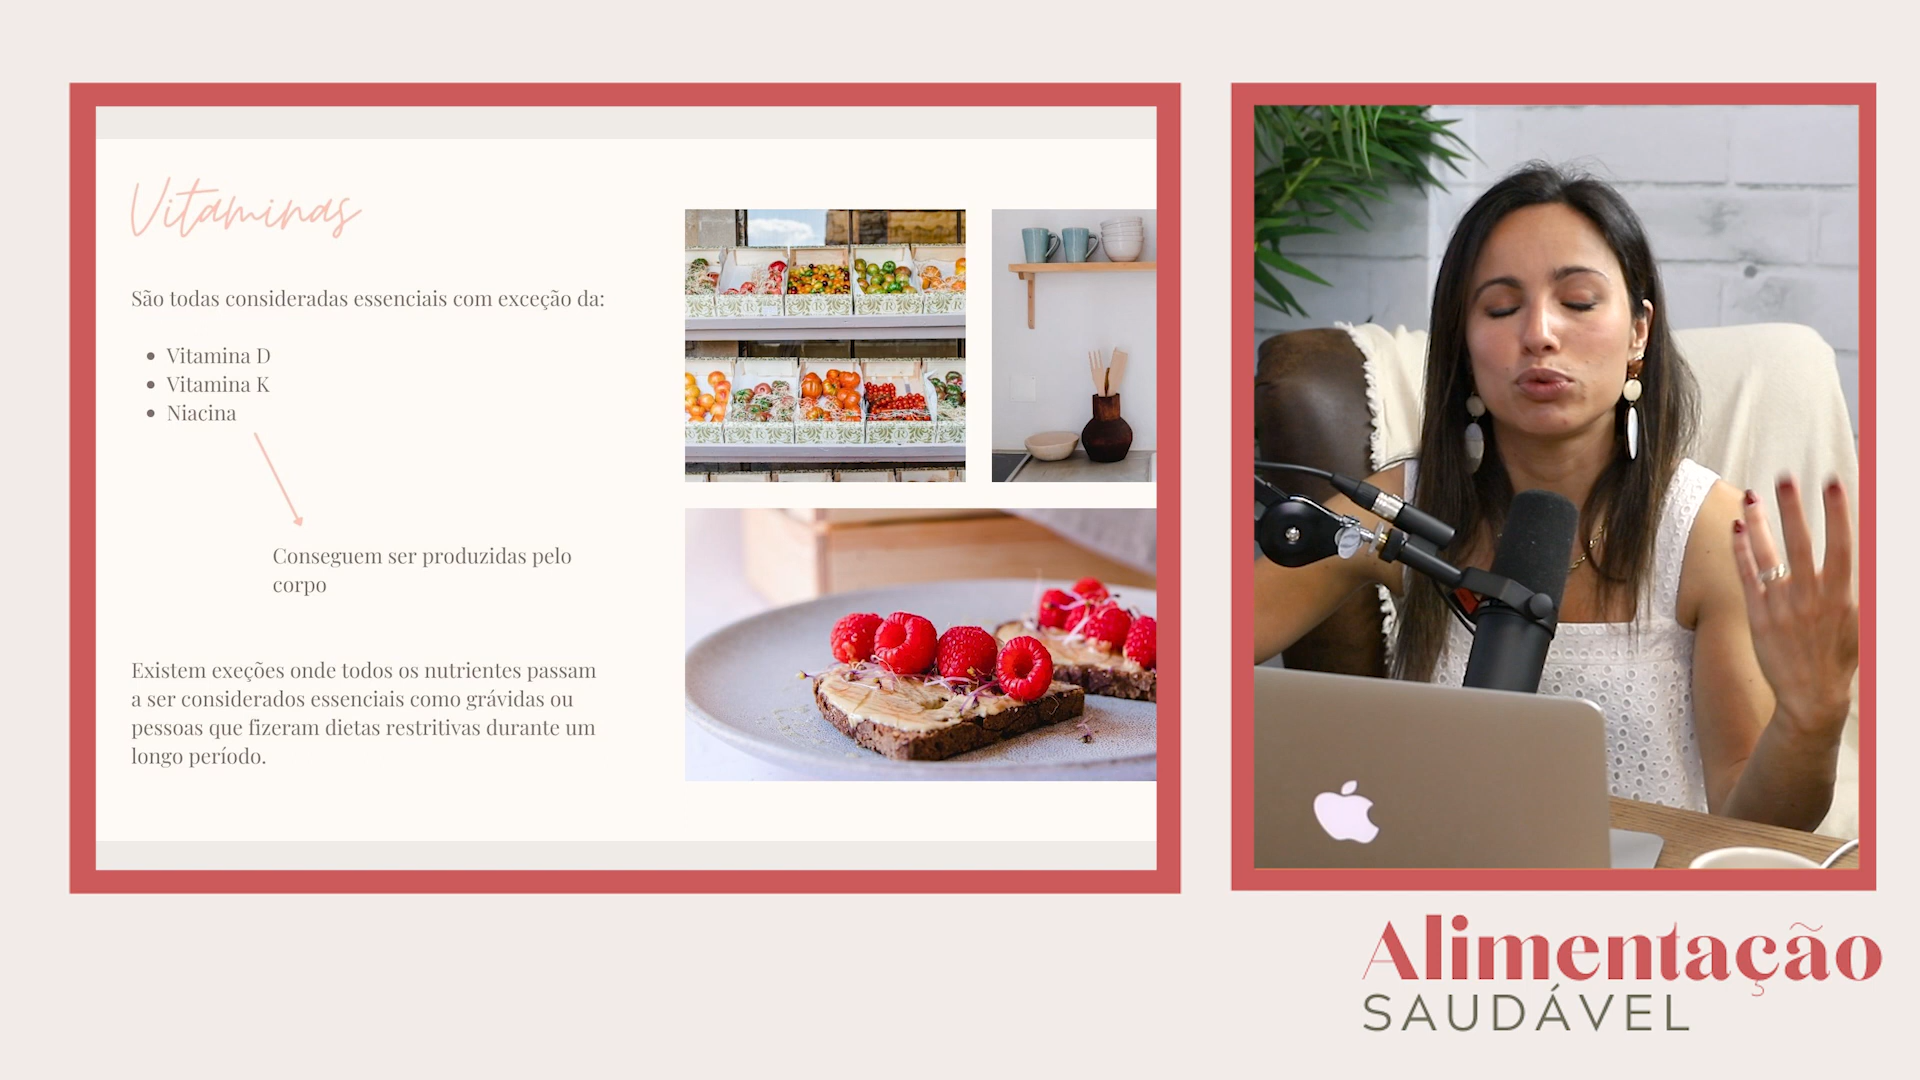 Vitaminas
São todas consideradas essenciais com exceção da:
• Vitamina D
• Vitamina K
• Niacina
Conseguem ser produzidas pelo
corpo
Existem exeções onde todos os nutrientes passam
a ser considerados essenciais como grávidas ou
pessoas que fizeram dietas restritivas durante um
longo período.
Alimentação
SAUDÁVEL